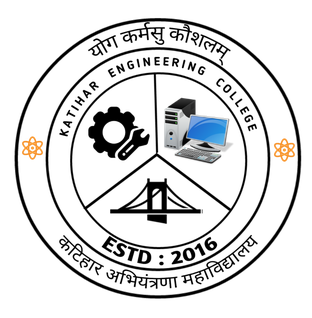 योग कर्मसु कौशलम्
KATIHAR ENGINEERING COLLEGE
ESTD : 2016
कटिहार अभियंत्रणा महाविद्यालय